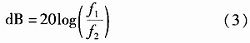 dB = 20log(f₁/f₂) (3)